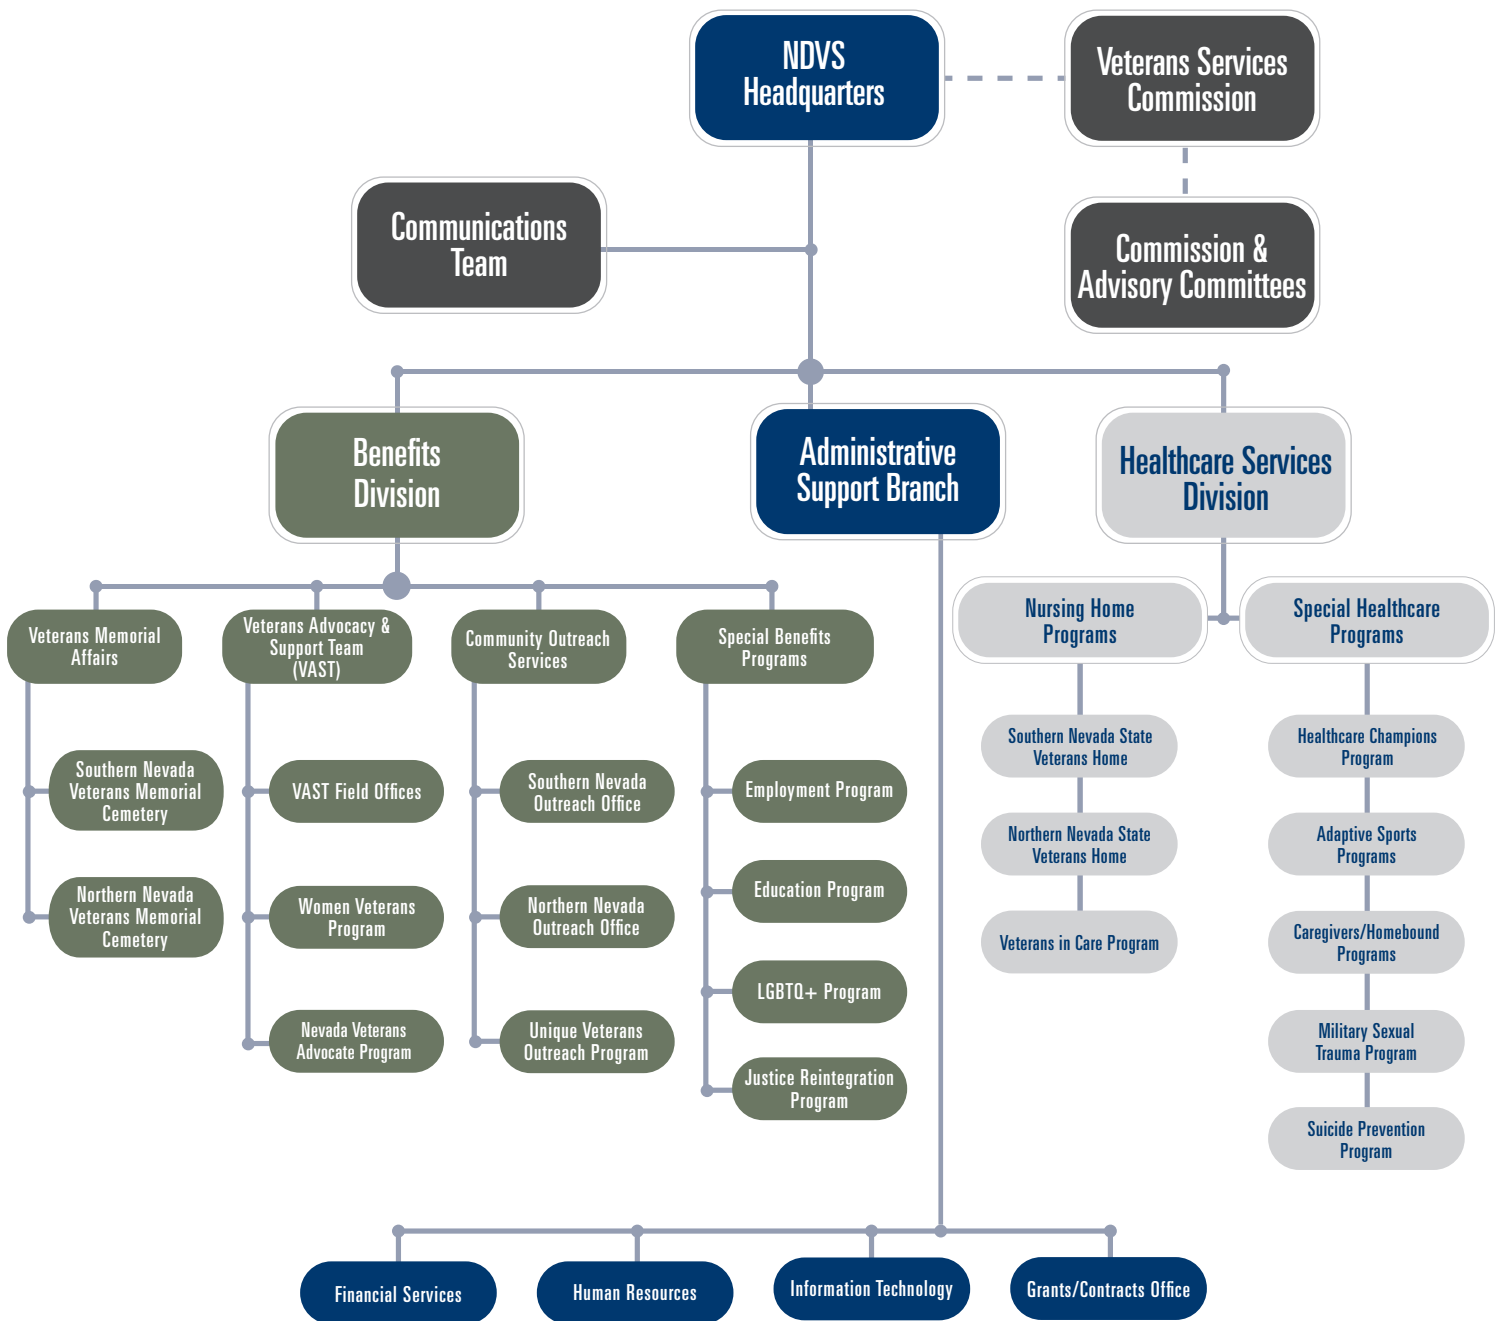 NDVS
Headquarters
Veterans Services
Commission
Communications
Team
Commission &
Advisory Committees
Benefits
Division
Administrative
Support Branch
Healthcare Services
Division
Veterans Memorial
Affairs
Veterans Advocacy &
Support Team
(VAST)
Community Outreach
Services
Special Benefits
Programs
Nursing Home
Programs
Special Healthcare
Programs
Southern Nevada
Veterans Memorial
Cemetery
Northern Nevada
Veterans Memorial
Cemetery
VAST Field Offices
Women Veterans
Program
Nevada Veterans
Advocate Program
Southern Nevada
Outreach Office
Northern Nevada
Outreach Office
Unique Veterans
Outreach Program
Employment Program
Education Program
LGBTQ+ Program
Justice Reintegration
Program
Southern Nevada State
Veterans Home
Northern Nevada State
Veterans Home
Veterans in Care Program
Healthcare Champions
Program
Adaptive Sports
Programs
Caregivers/Homebound
Programs
Military Sexual
Trauma Program
Suicide Prevention
Program
Financial Services
Human Resources
Information Technology
Grants/Contracts Office